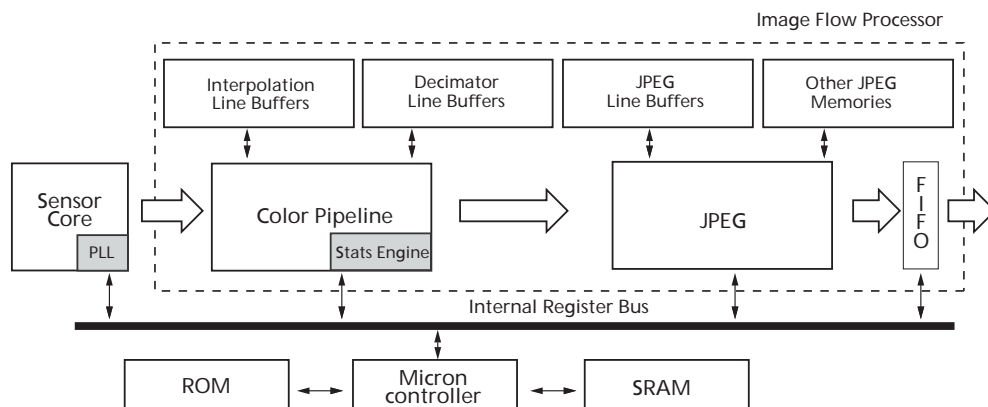 Image Flow Processor
Interpolation
Line Buffers
Decimator
Line Buffers
JPEG
Line Buffers
Other JPEG
Memories
Sensor
Core
PLL
Color Pipeline
Stats Engine
JPEG
F
I
F
O
Internal Register Bus
ROM
Micron
controller
SRAM